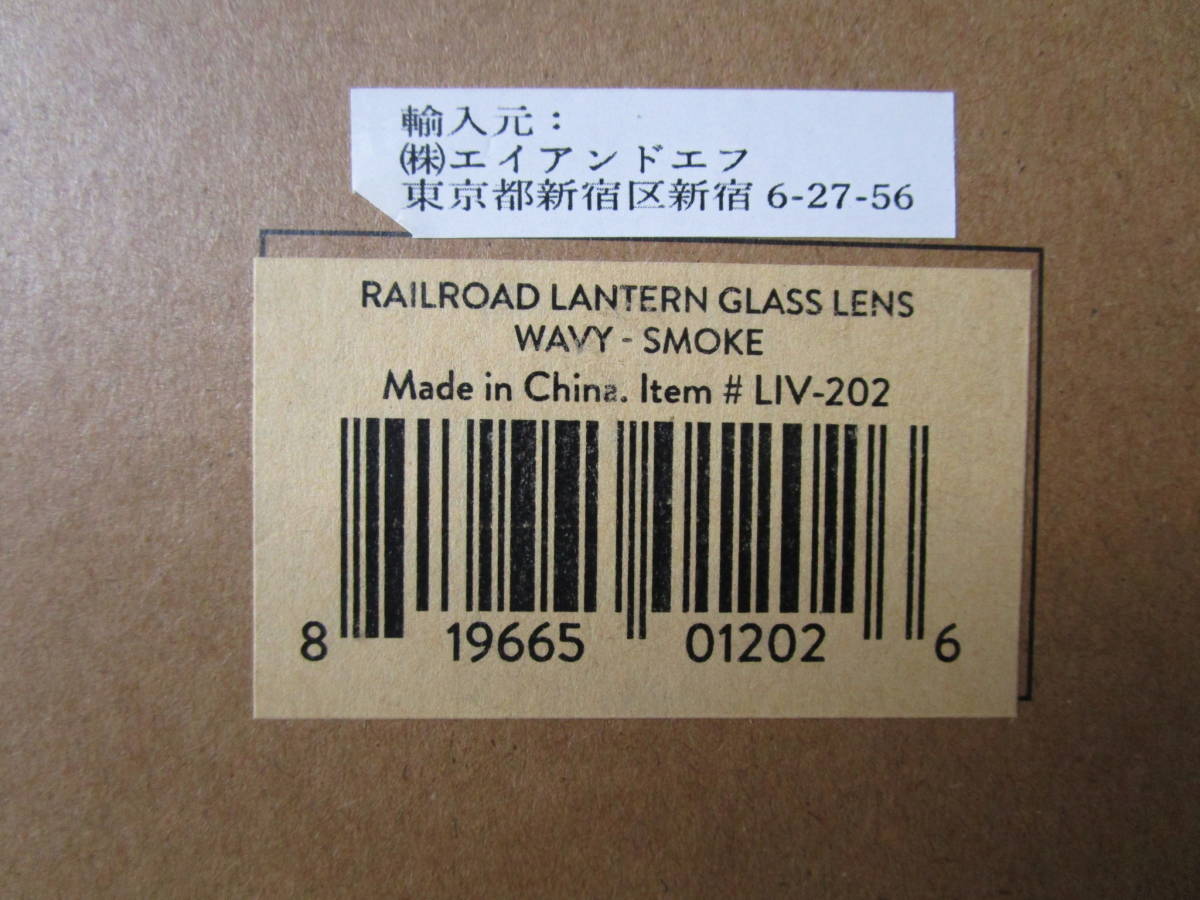 輸入元：
㈱エイアンドエフ
東京都新宿区新宿 6-27-56
RAILROAD LANTERN GLASS LENS
WAVY - SMOKE
Made in China. Item # LIV-202
8 19665 01202 6